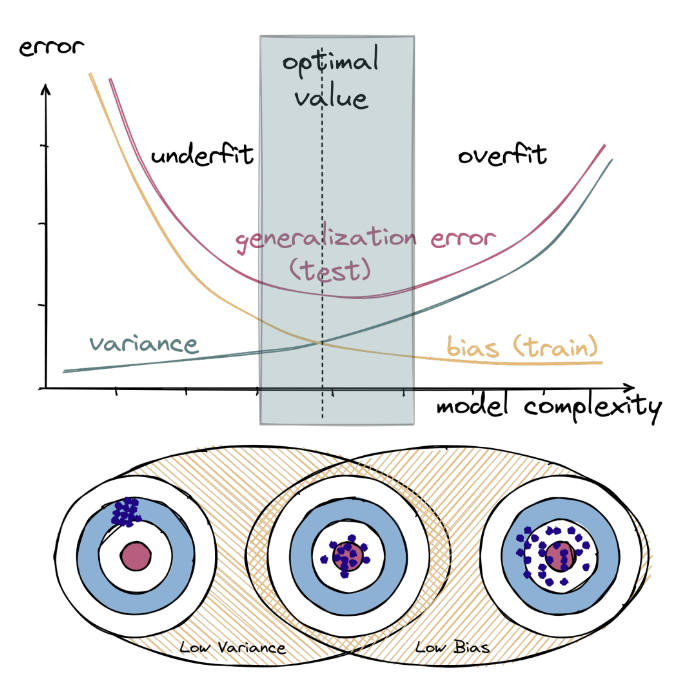 error
optimal
value
underfit
overfit
generalization error
(test)
variance
bias (train)
model complexity
Low Variance
Low Bias